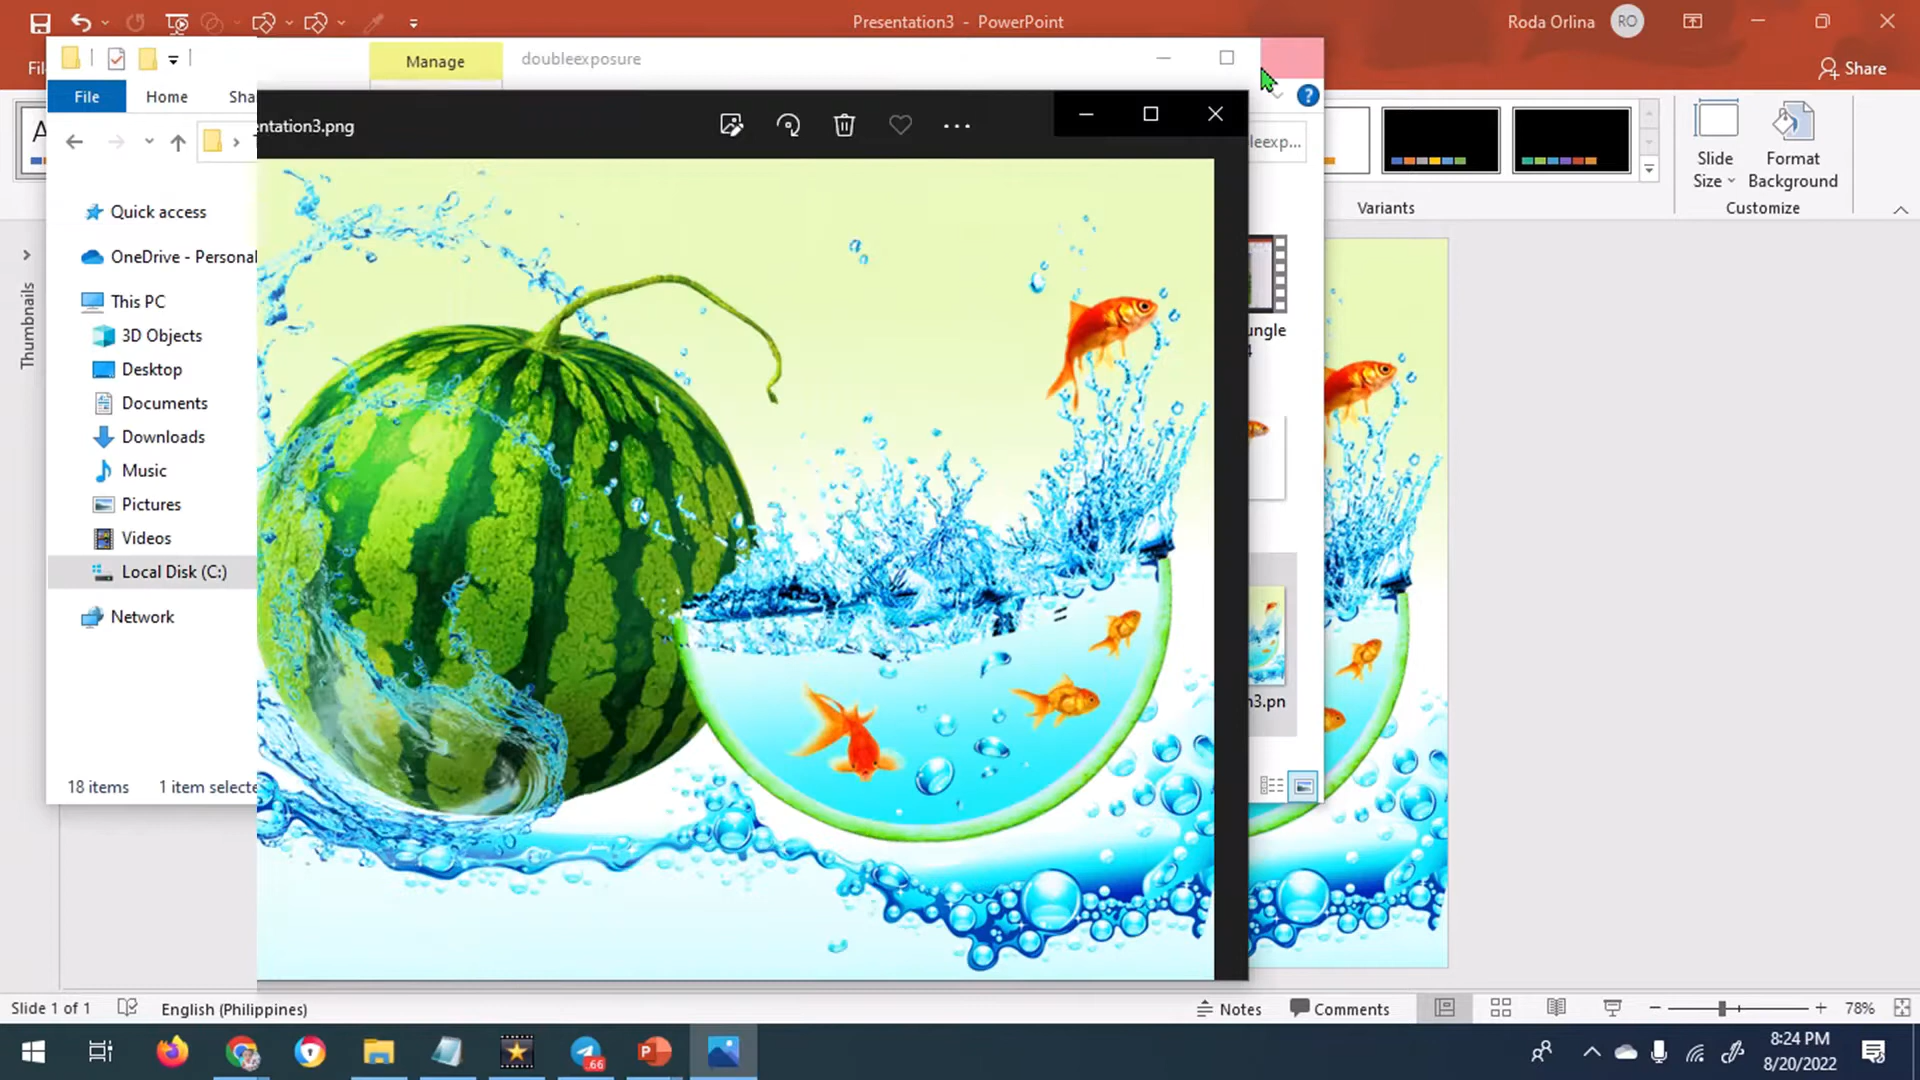 Presentation3 - PowerPoint
Roda Orlina
RO
Share
Manage
doubleexposure
File
Home
Sha
entation3.png
leexp...
Slide Size
Format Background
Variants
Customize
Quick access
OneDrive - Personal
This PC
3D Objects
Desktop
Documents
Downloads
Music
Pictures
Videos
Local Disk (C:)
Network
Thumbnails
ungle
4
n3.pn
18 items
1 item selecte
Slide 1 of 1
English (Philippines)
Notes
Comments
78%
66
8:24 PM
8/20/2022